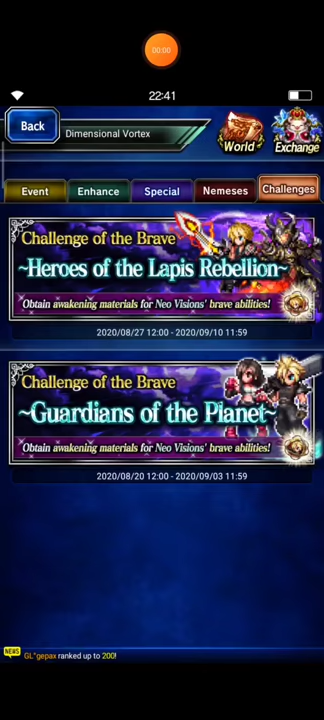 00:00
22:41
Back
Dimensional Vortex
World
Exchange
Event
Enhance
Special
Nemeses
Challenges
Challenge of the Brave
~Heroes of the Lapis Rebellion~
Obtain awakening materials for Neo Visions' brave abilities!
2020/08/27 12:00 - 2020/09/10 11:59
Challenge of the Brave
~Guardians of the Planet~
Obtain awakening materials for Neo Visions' brave abilities!
2020/08/20 12:00 - 2020/09/03 11:59
NEWS
GL*gepax ranked up to 200!